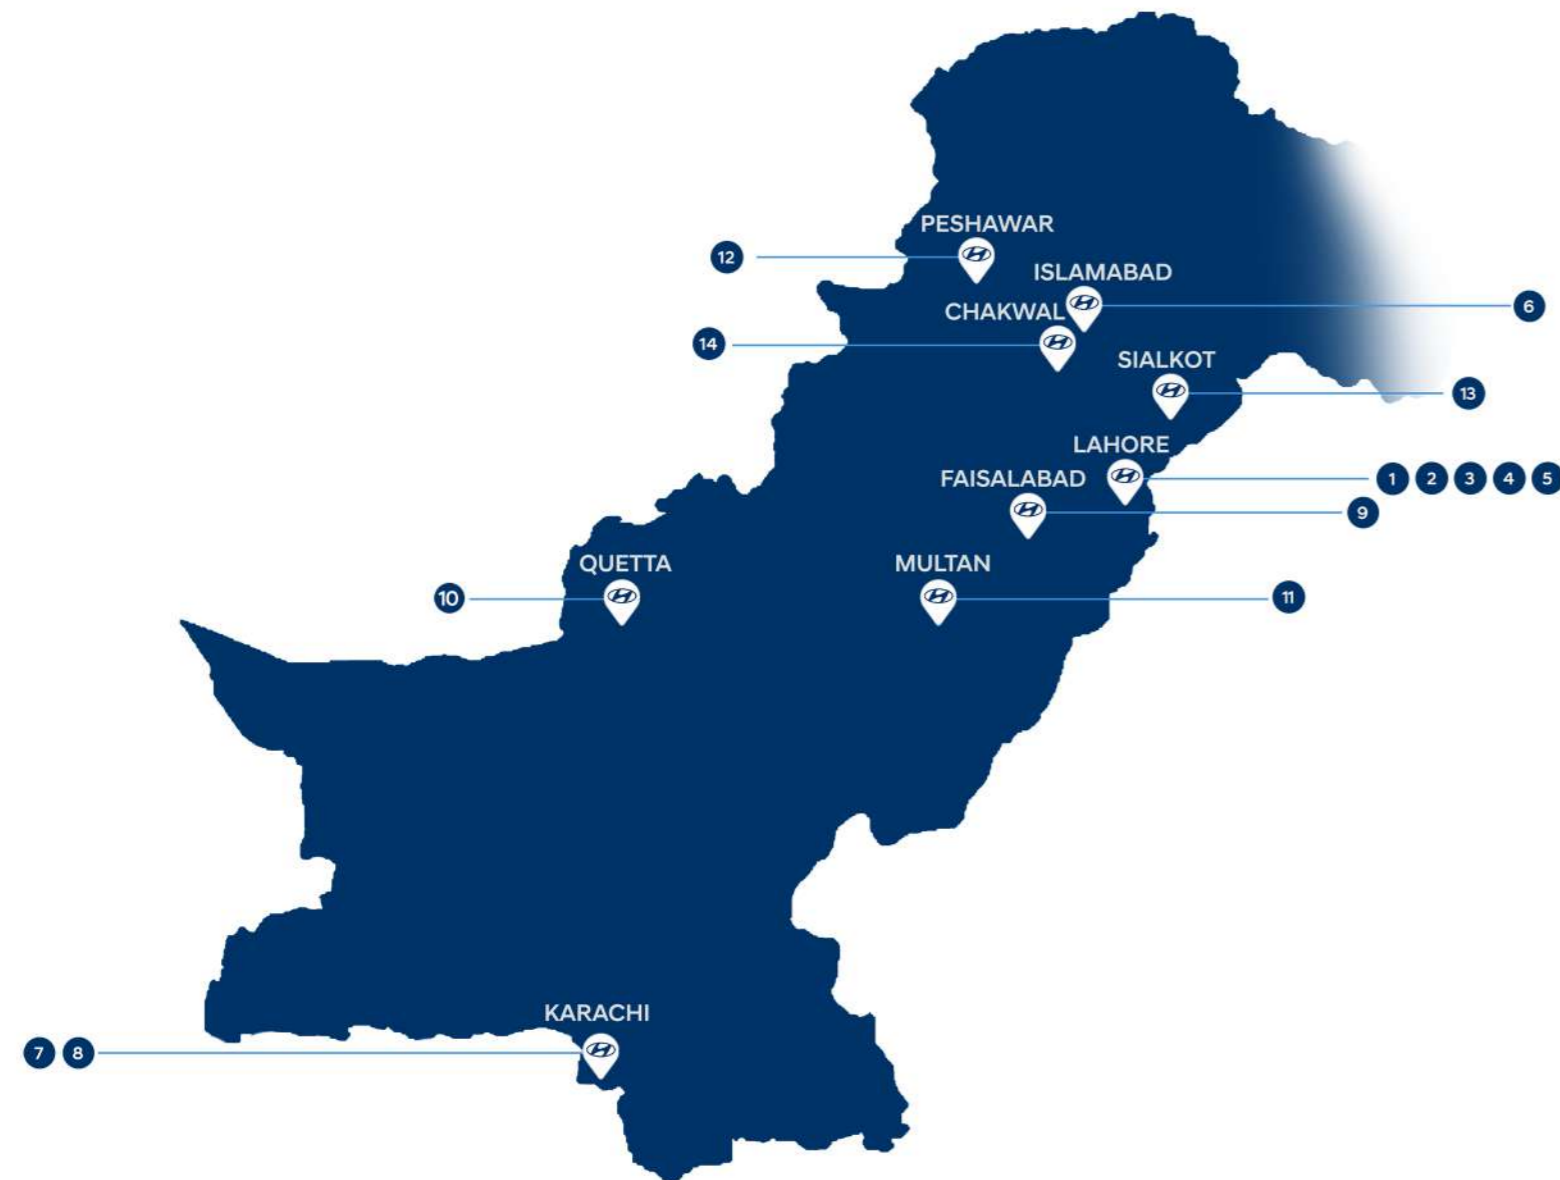 PESHAWAR
12
ISLAMABAD
6
CHAKWAL
14
SIALKOT
13
LAHORE
1 2 3 4 5
FAISALABAD
9
QUETTA
10
MULTAN
11
KARACHI
7 8